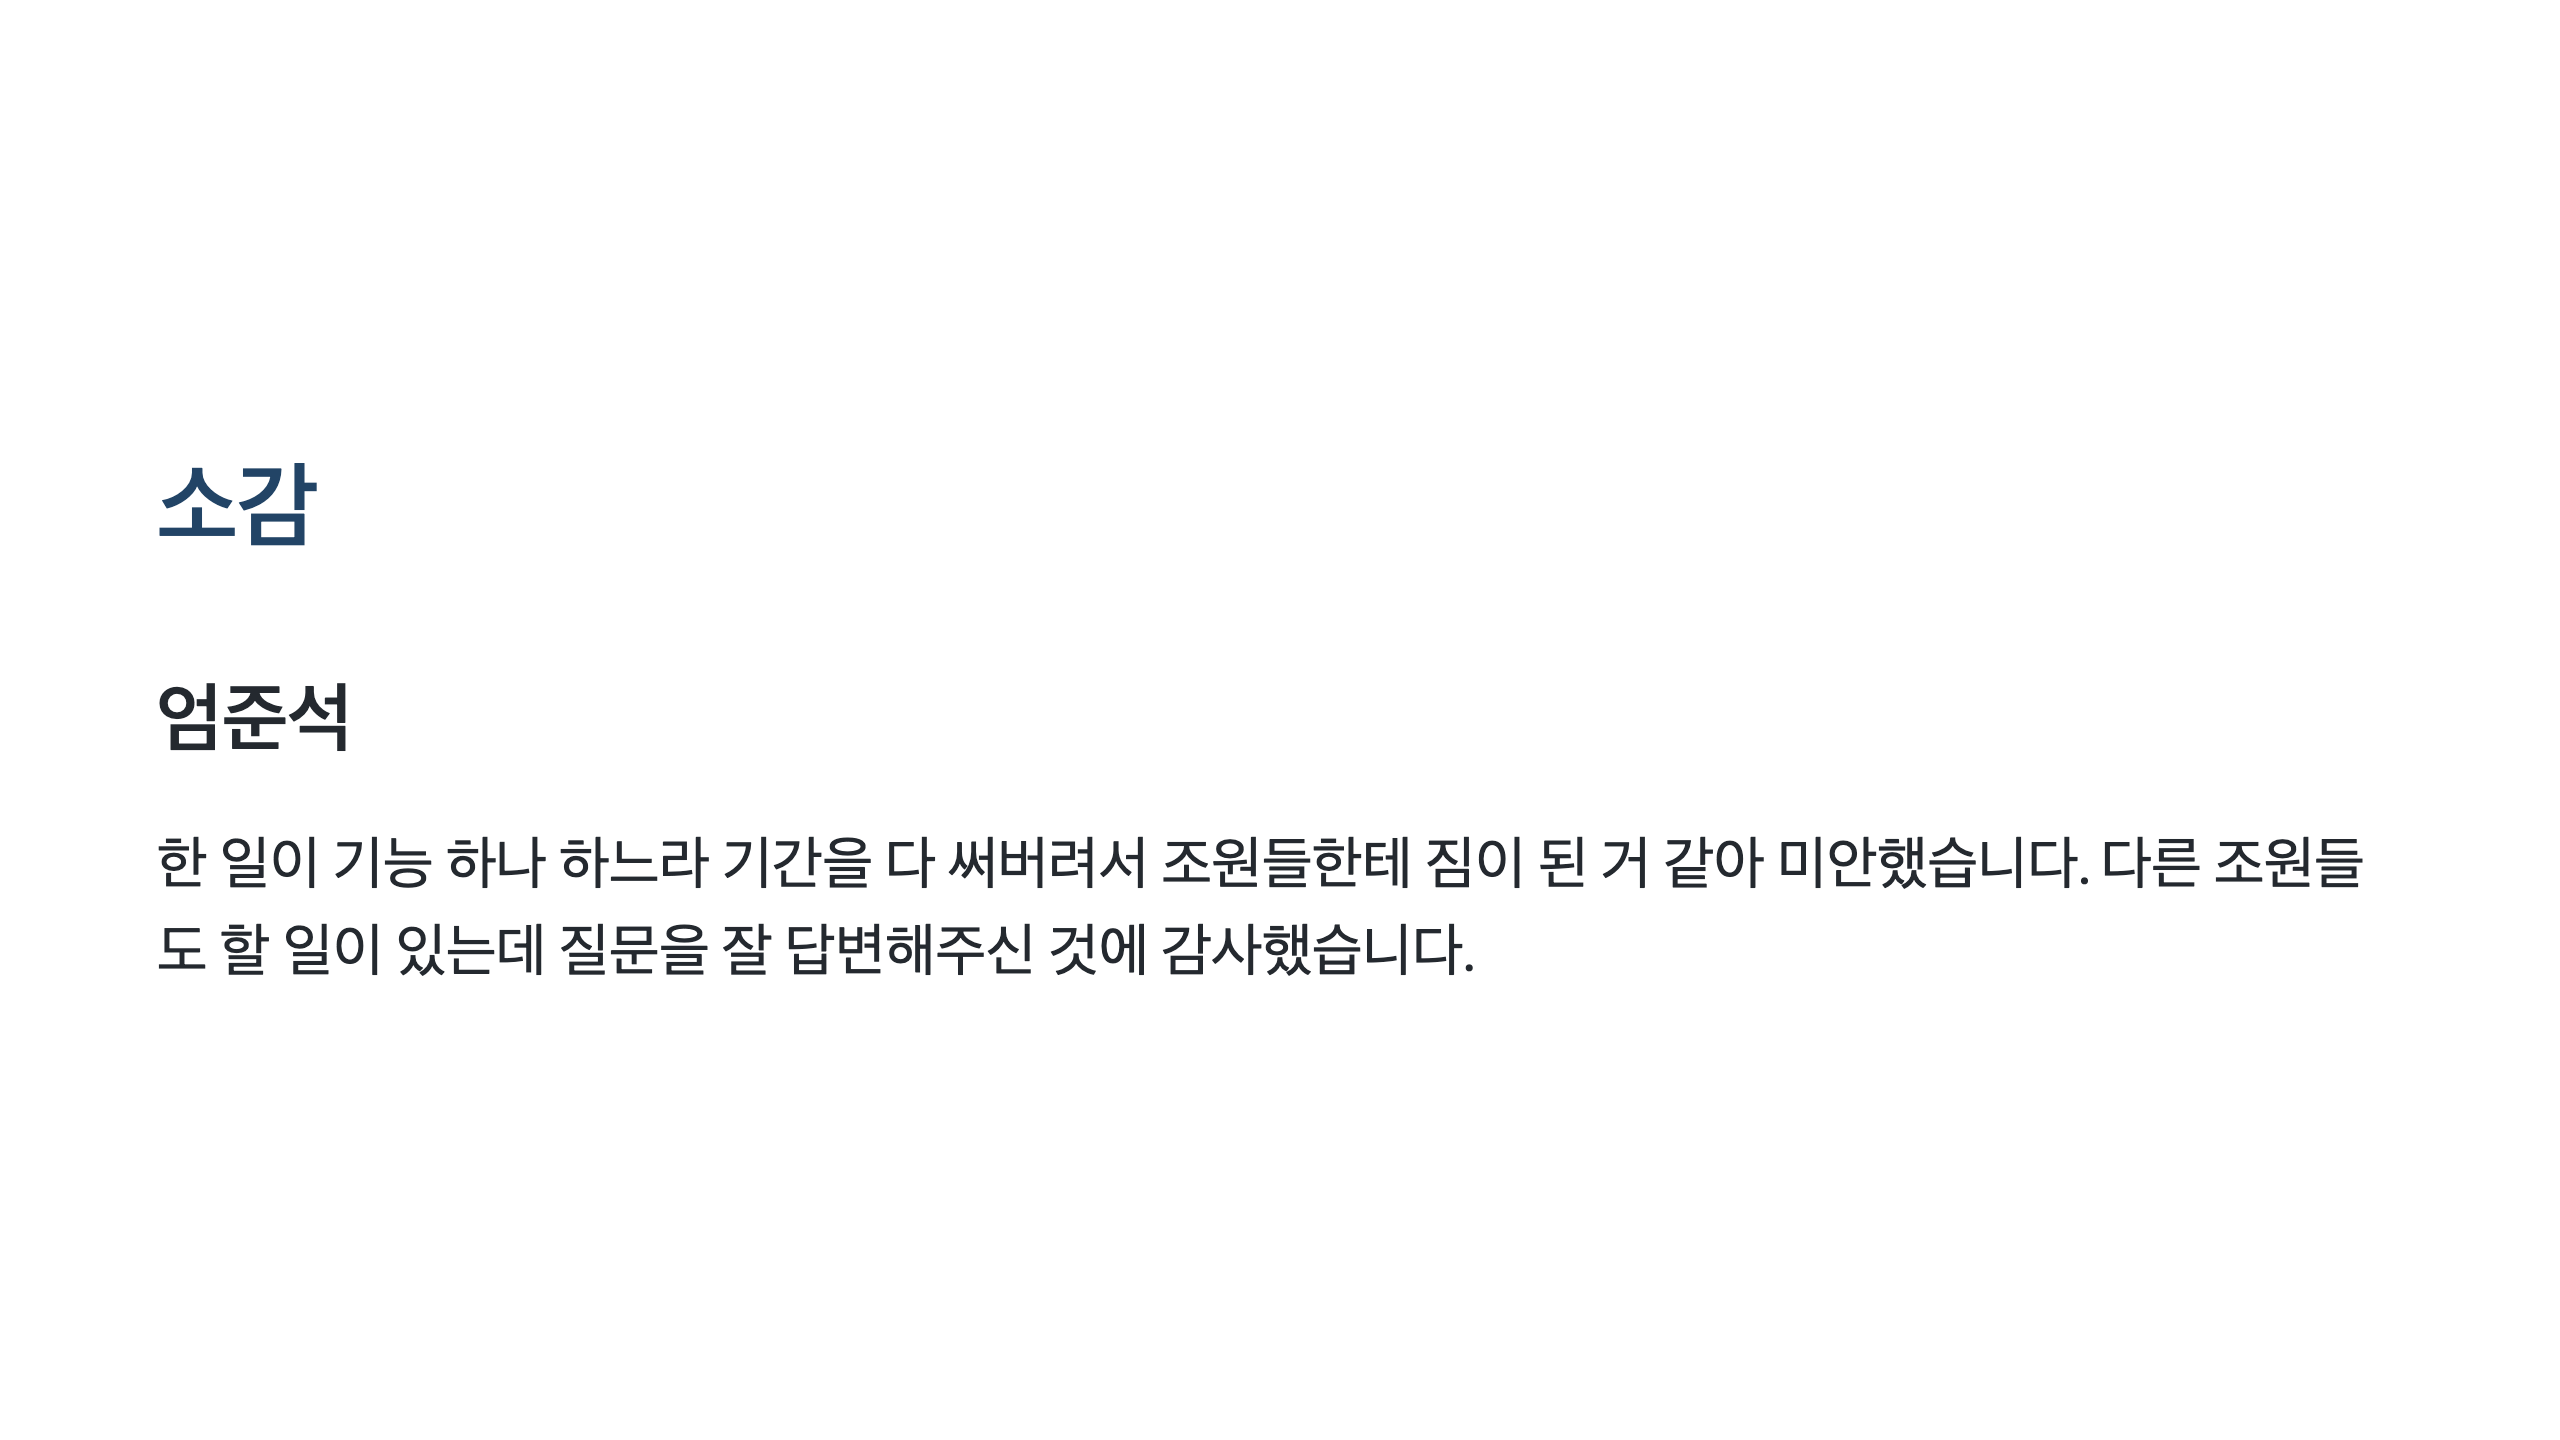 소감
엄준석
한 일이 기능 하나 하느라 기간을 다 써버려서 조원들한테 짐이 된 거 같아 미안했습니다. 다른 조원들
도 할 일이 있는데 질문을 잘 답변해주신 것에 감사했습니다.